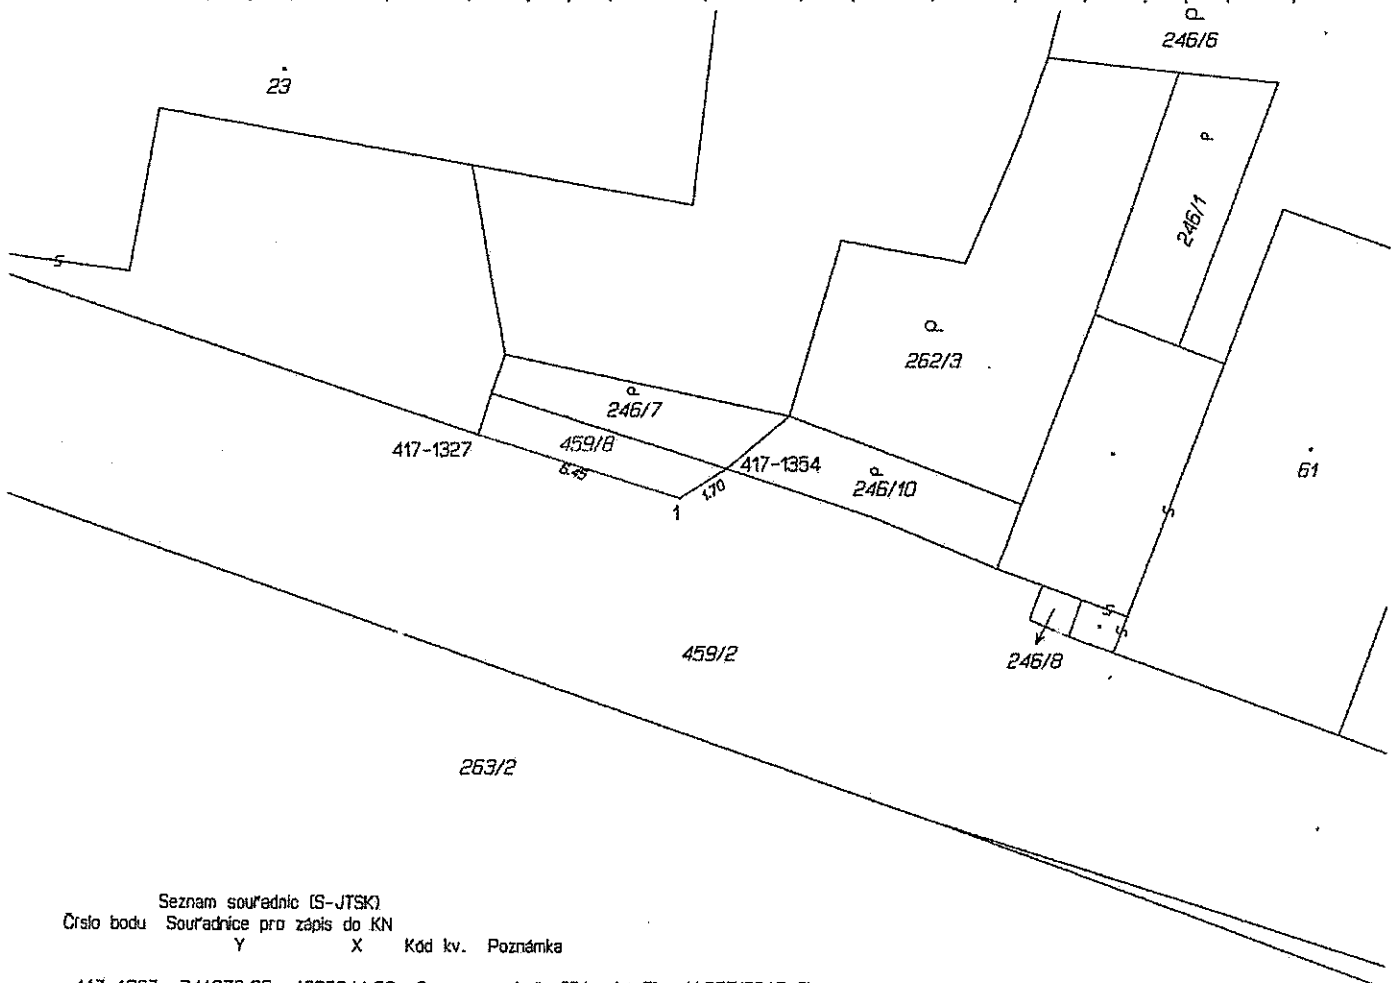 246/6
23
P
246/1
P
262/3
P
246/7
417-1327
459/8
6.45
417-1354
P
246/10
1.70
1
61
459/2
246/8
263/2
Seznam souřadnic (S-JTSK)
Číslo bodu Souřadnice pro zápis do KN
Y X Kód kv. Poznámka